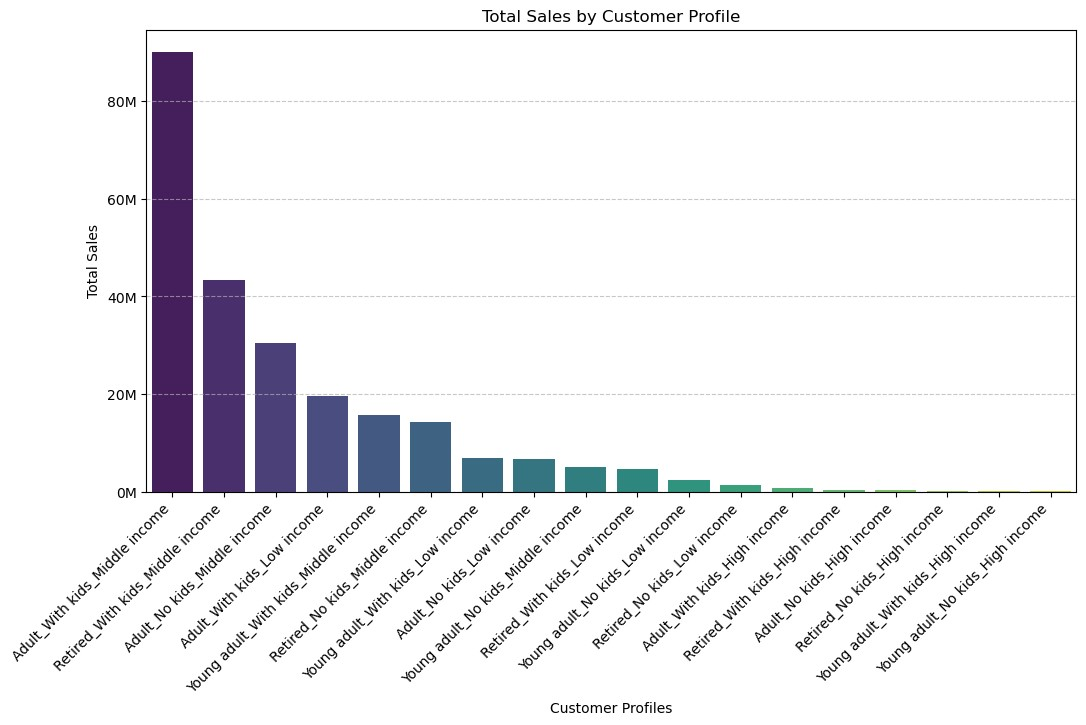 Total Sales by Customer Profile
Total Sales
80M
60M
40M
20M
0M
Adult_With kids_Middle income
Retired_With kids_Middle income
Adult_No kids_Middle income
Adult_With kids_Low income
Young adult_With kids_Middle income
Retired_No kids_Middle income
Young adult_With kids_Low income
Adult_No kids_Low income
Young adult_No kids_Middle income
Retired_With kids_Low income
Young adult_No kids_Low income
Retired_No kids_Low income
Adult_With kids_High income
Retired_With kids_High income
Adult_No kids_High income
Retired_No kids_High income
Young adult_With kids_High income
Young adult_No kids_High income
Customer Profiles